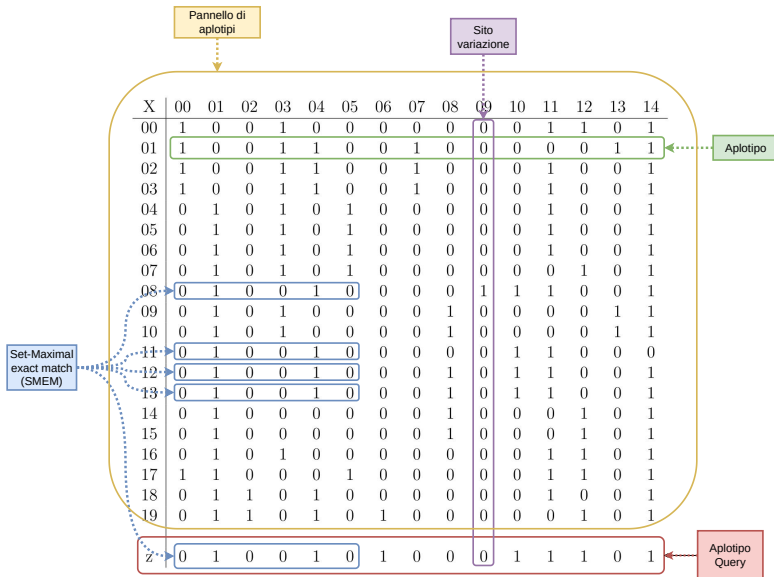 Pannello di
aplotipi
Sito
variazione
X 00 01 02 03 04 05 06 07 08 09 10 11 12 13 14
00 1 0 0 1 0 0 0 0 0 0 0 1 1 0 1
01 1 0 0 1 1 0 0 1 0 0 0 0 0 1 1
Aplotipo
02 1 0 0 1 1 0 0 1 0 0 0 1 0 0 1
03 1 0 0 1 1 0 0 1 0 0 0 1 0 0 1
04 0 1 0 1 0 1 0 0 0 0 0 1 0 0 1
05 0 1 0 1 0 1 0 0 0 0 0 1 0 0 1
06 0 1 0 1 0 1 0 0 0 0 0 1 0 0 1
07 0 1 0 1 0 1 0 0 0 0 0 0 1 0 1
08 0 1 0 0 1 0 0 0 0 1 1 1 0 0 1
09 0 1 0 1 0 0 0 0 1 0 0 0 0 1 1
10 0 1 0 1 0 0 0 0 1 0 0 0 0 1 1
11 0 1 0 0 1 0 0 0 0 0 1 1 0 0 0
Set-Maximal
exact match
(SMEM)
12 0 1 0 0 1 0 0 0 1 0 1 1 0 0 1
13 0 1 0 0 1 0 0 0 1 0 1 1 0 0 1
14 0 1 0 0 0 0 0 0 1 0 0 0 1 0 1
15 0 1 0 0 0 0 0 0 1 0 0 0 1 0 1
16 0 1 0 1 0 0 0 0 0 0 0 1 1 0 1
17 1 1 0 0 0 1 0 0 0 0 0 1 1 0 1
18 0 1 1 0 1 0 0 0 0 0 0 1 0 0 1
19 0 1 1 0 1 0 1 0 0 0 0 0 1 0 1
z 0 1 0 0 1 0 1 0 0 0 1 1 1 0 1
Aplotipo
Query